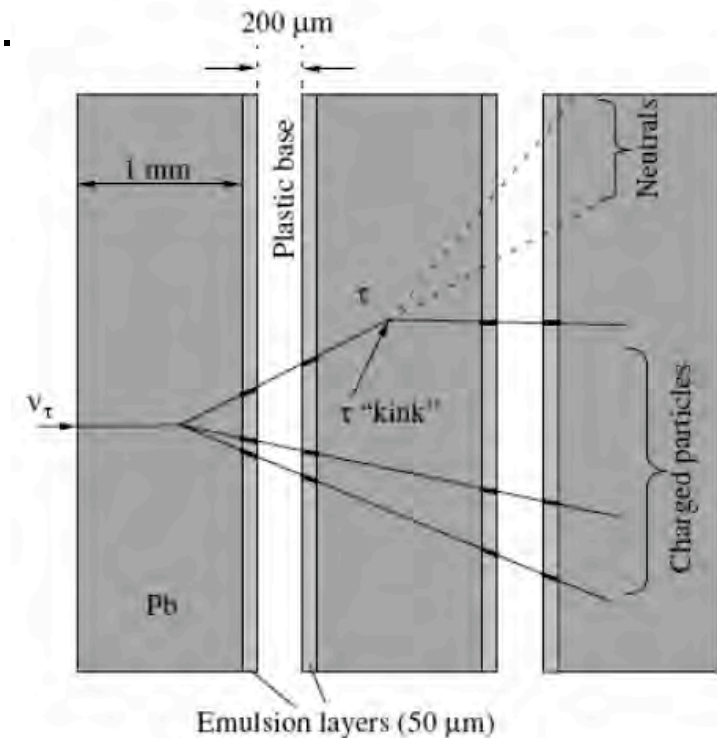 200 μm
1 mm
Plastic base
Neutrals
τ
ν_τ
τ “kink”
Charged particles
Pb
Emulsion layers (50 μm)